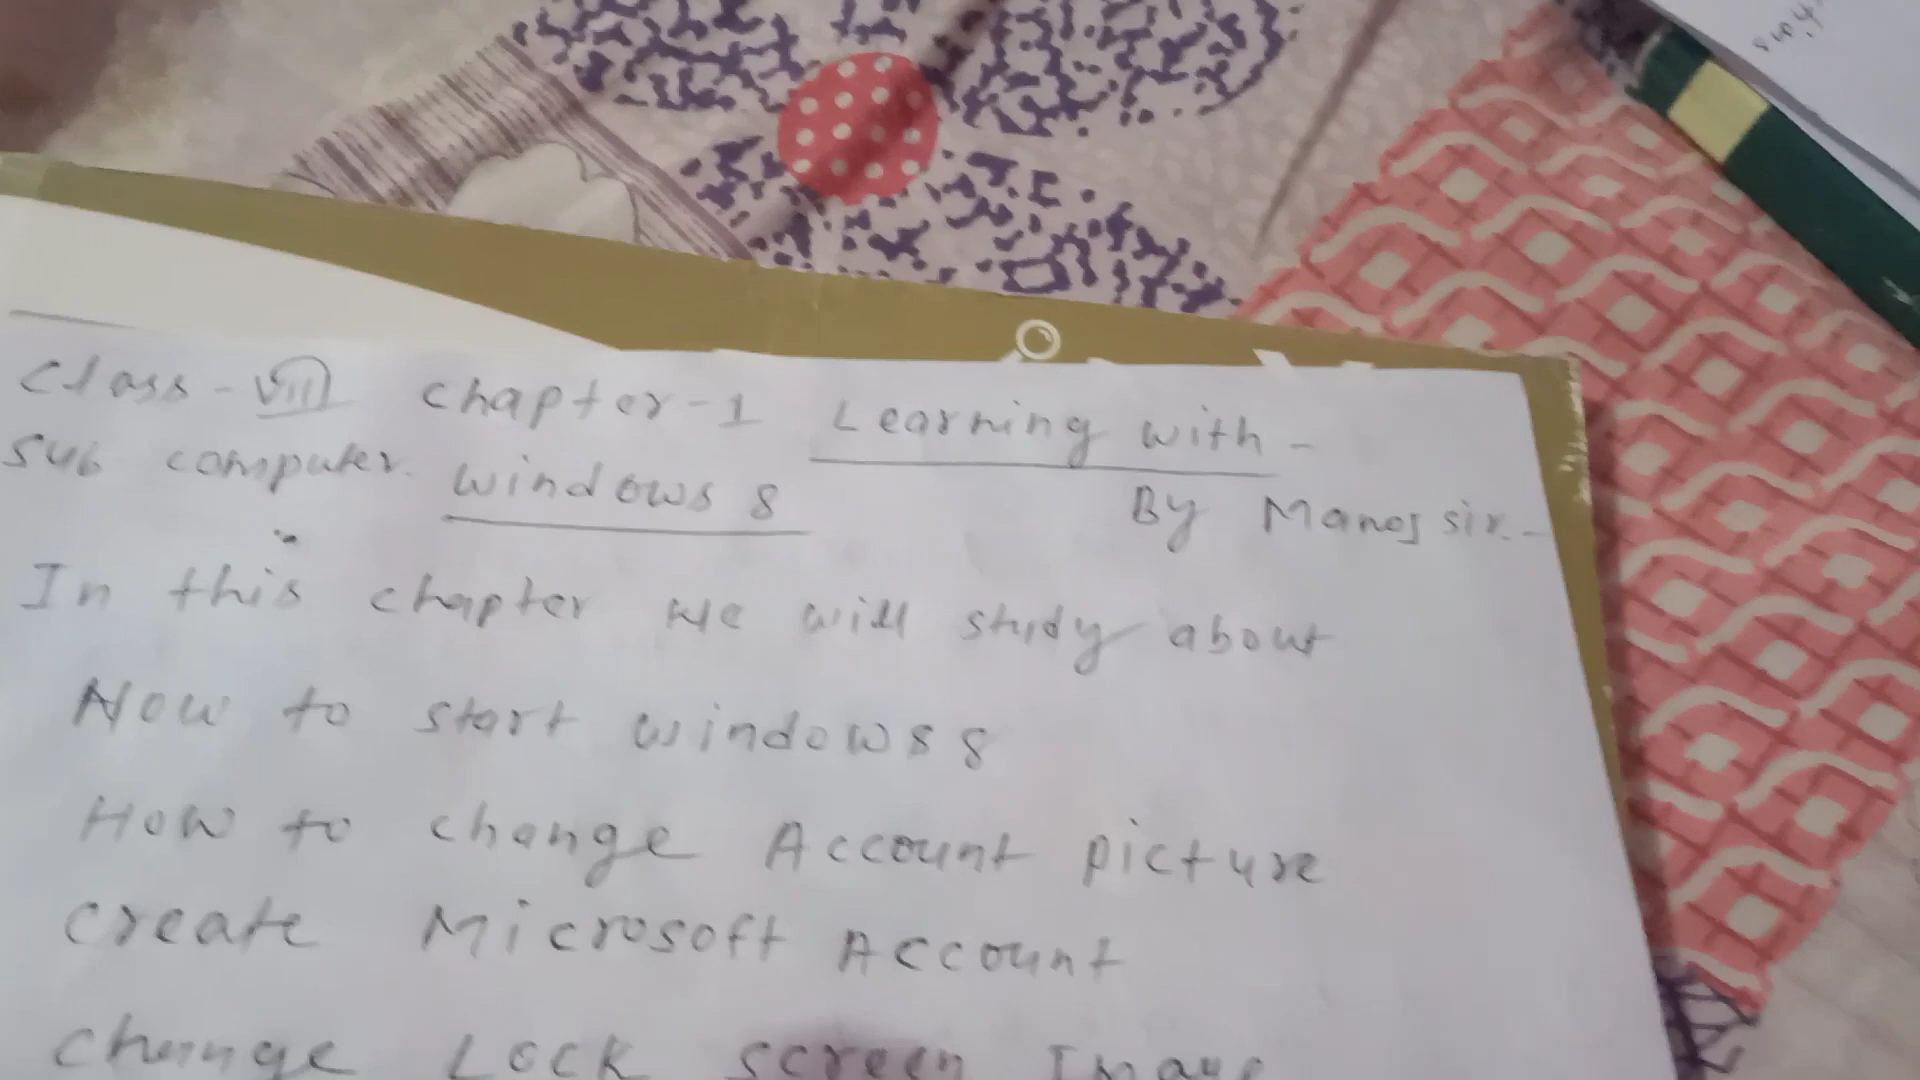 Class - VIII chapter-1 Learning with -
Sub computer. windows 8 By Manoj sir.-
In this chapter we will study about
How to start windows 8
How to change Account picture
create Microsoft Account
change Lock screen Image